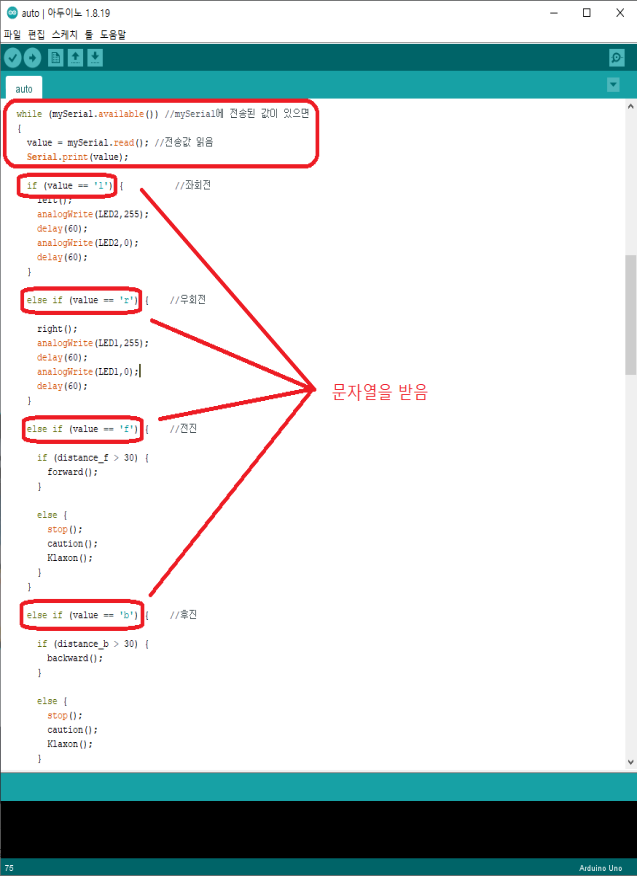 auto | 아두이노 1.8.19
파일 편집 스케치 툴 도움말
auto
while (mySerial.available()) //mySerial에 전송된 값이 있으면
{
value = mySerial.read(); //전송값 읽음
Serial.print(value);
if (value == 'l') { //좌회전
left();
analogWrite(LED2,255);
delay(60);
analogWrite(LED2,0);
delay(60);
}
else if (value == 'r') { //우회전
right();
analogWrite(LED1,255);
delay(60);
analogWrite(LED1,0);
delay(60);
}
문자열을 받음
else if (value == 'f') { //전진
if (distance_f > 30) {
forward();
}
else {
stop();
caution();
Klaxon();
}
}
else if (value == 'b') { //후진
if (distance_b > 30) {
backward();
}
else {
stop();
caution();
Klaxon();
}
75
Arduino Uno